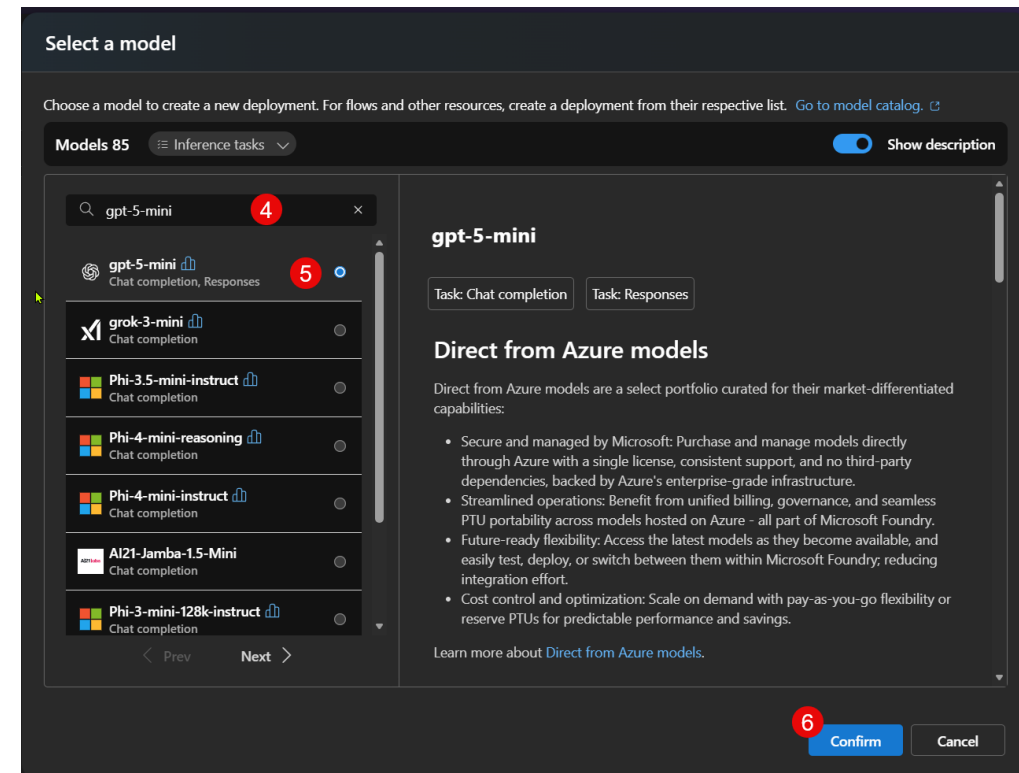 Select a model
Choose a model to create a new deployment. For flows and other resources, create a deployment from their respective list. Go to model catalog.
Models 85
Inference tasks
Show description
gpt-5-mini
4
gpt-5-mini
Chat completion, Responses
5
grok-3-mini
Chat completion
Phi-3.5-mini-instruct
Chat completion
Phi-4-mini-reasoning
Chat completion
Phi-4-mini-instruct
Chat completion
AI21-Jamba-1.5-Mini
Chat completion
Phi-3-mini-128k-instruct
Chat completion
Prev
Next
gpt-5-mini
Task: Chat completion
Task: Responses
Direct from Azure models
Direct from Azure models are a select portfolio curated for their market-differentiated
capabilities:
• Secure and managed by Microsoft: Purchase and manage models directly
through Azure with a single license, consistent support, and no third-party
dependencies, backed by Azure's enterprise-grade infrastructure.
• Streamlined operations: Benefit from unified billing, governance, and seamless
PTU portability across models hosted on Azure - all part of Microsoft Foundry.
• Future-ready flexibility: Access the latest models as they become available, and
easily test, deploy, or switch between them within Microsoft Foundry; reducing
integration effort.
• Cost control and optimization: Scale on demand with pay-as-you-go flexibility or
reserve PTUs for predictable performance and savings.
Learn more about Direct from Azure models.
6
Confirm
Cancel